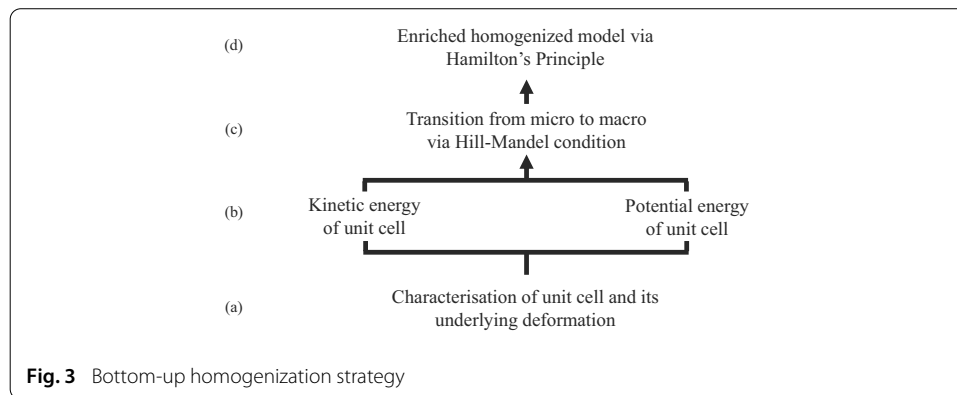 (d)
Enriched homogenized model via
Hamilton's Principle
(c)
Transition from micro to macro
via Hill-Mandel condition
(b)
Kinetic energy
of unit cell
Potential energy
of unit cell
(a)
Characterisation of unit cell and its
underlying deformation
Fig. 3 Bottom-up homogenization strategy